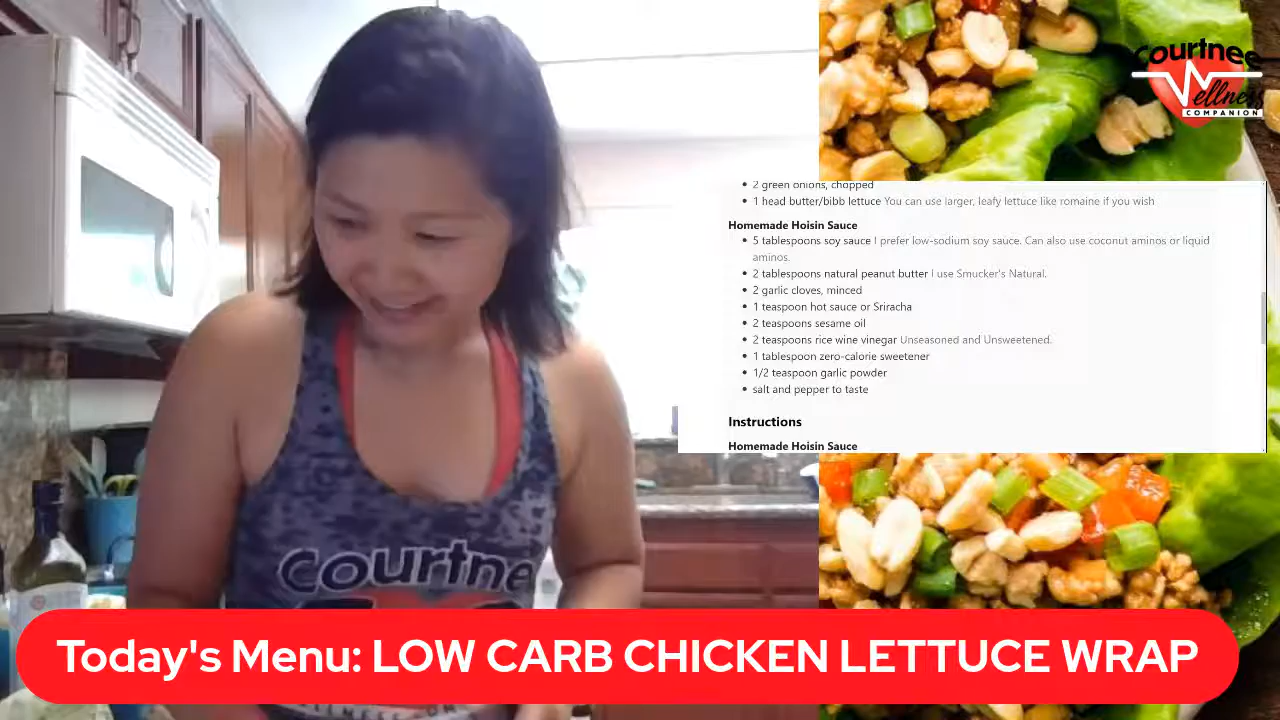 courtnee
Wellness
COMPANION
2 green onions, chopped
1 head butter/bibb lettuce You can use larger, leafy lettuce like romaine if you wish
Homemade Hoisin Sauce
5 tablespoons soy sauce I prefer low-sodium soy sauce. Can also use coconut aminos or liquid
aminos.
2 tablespoons natural peanut butter I use Smucker's Natural.
2 garlic cloves, minced
1 teaspoon hot sauce or Sriracha
2 teaspoons sesame oil
2 teaspoons rice wine vinegar Unseasoned and Unsweetened.
1 tablespoon zero-calorie sweetener
1/2 teaspoon garlic powder
salt and pepper to taste
Instructions
Homemade Hoisin Sauce
courtne
Today's Menu: LOW CARB CHICKEN LETTUCE WRAP